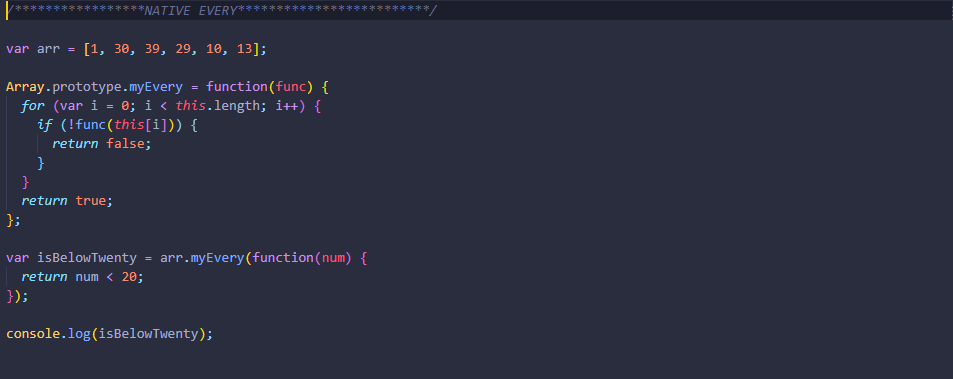 /*****************NATIVE EVERY*************************/
var arr = [1, 30, 39, 29, 10, 13];
Array.prototype.myEvery = function(func) {
for (var i = 0; i < this.length; i++) {
if (!func(this[i])) {
return false;
}
}
return true;
};
var isBelowTwenty = arr.myEvery(function(num) {
return num < 20;
});
console.log(isBelowTwenty);